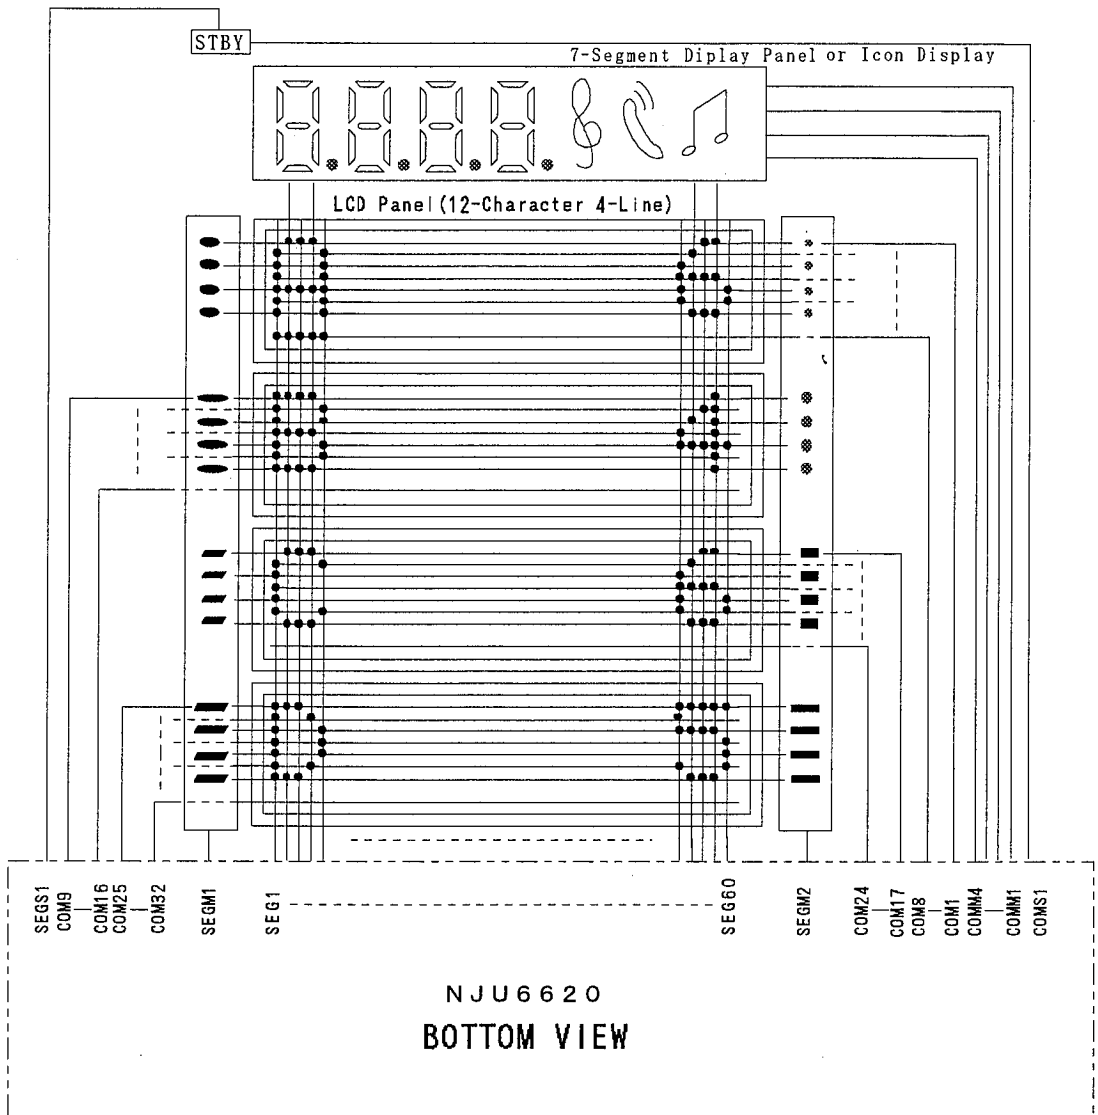 STBY
7-Segment Diplay Panel or Icon Display
LCD Panel(12-Character 4-Line)
SEGS1
COM9
COM16
COM25
COM32
SEGM1
SEG1
SEG60
SEGM2
COM24
COM17
COM8
COM1
COMM4
COMM1
COMS1
NJU6620
BOTTOM VIEW